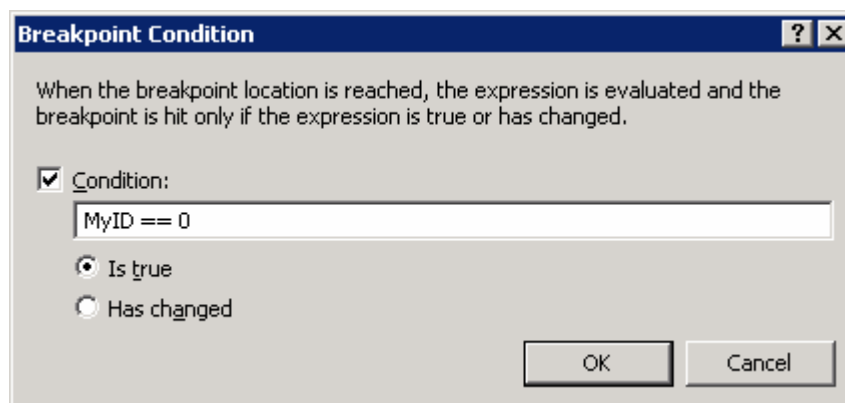 Breakpoint Condition
When the breakpoint location is reached, the expression is evaluated and the
breakpoint is hit only if the expression is true or has changed.
Condition:
MyID == 0
Is true
Has changed
OK Cancel